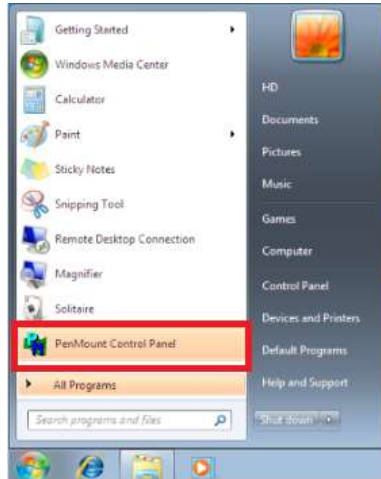 Getting Started
Windows Media Center
Calculator
Paint
Sticky Notes
Snipping Tool
Remote Desktop Connection
Magnifier
Solitaire
PenMount Control Panel
All Programs
Search programs and files
HD
Documents
Pictures
Music
Games
Computer
Control Panel
Devices and Printers
Default Programs
Help and Support
Shut down